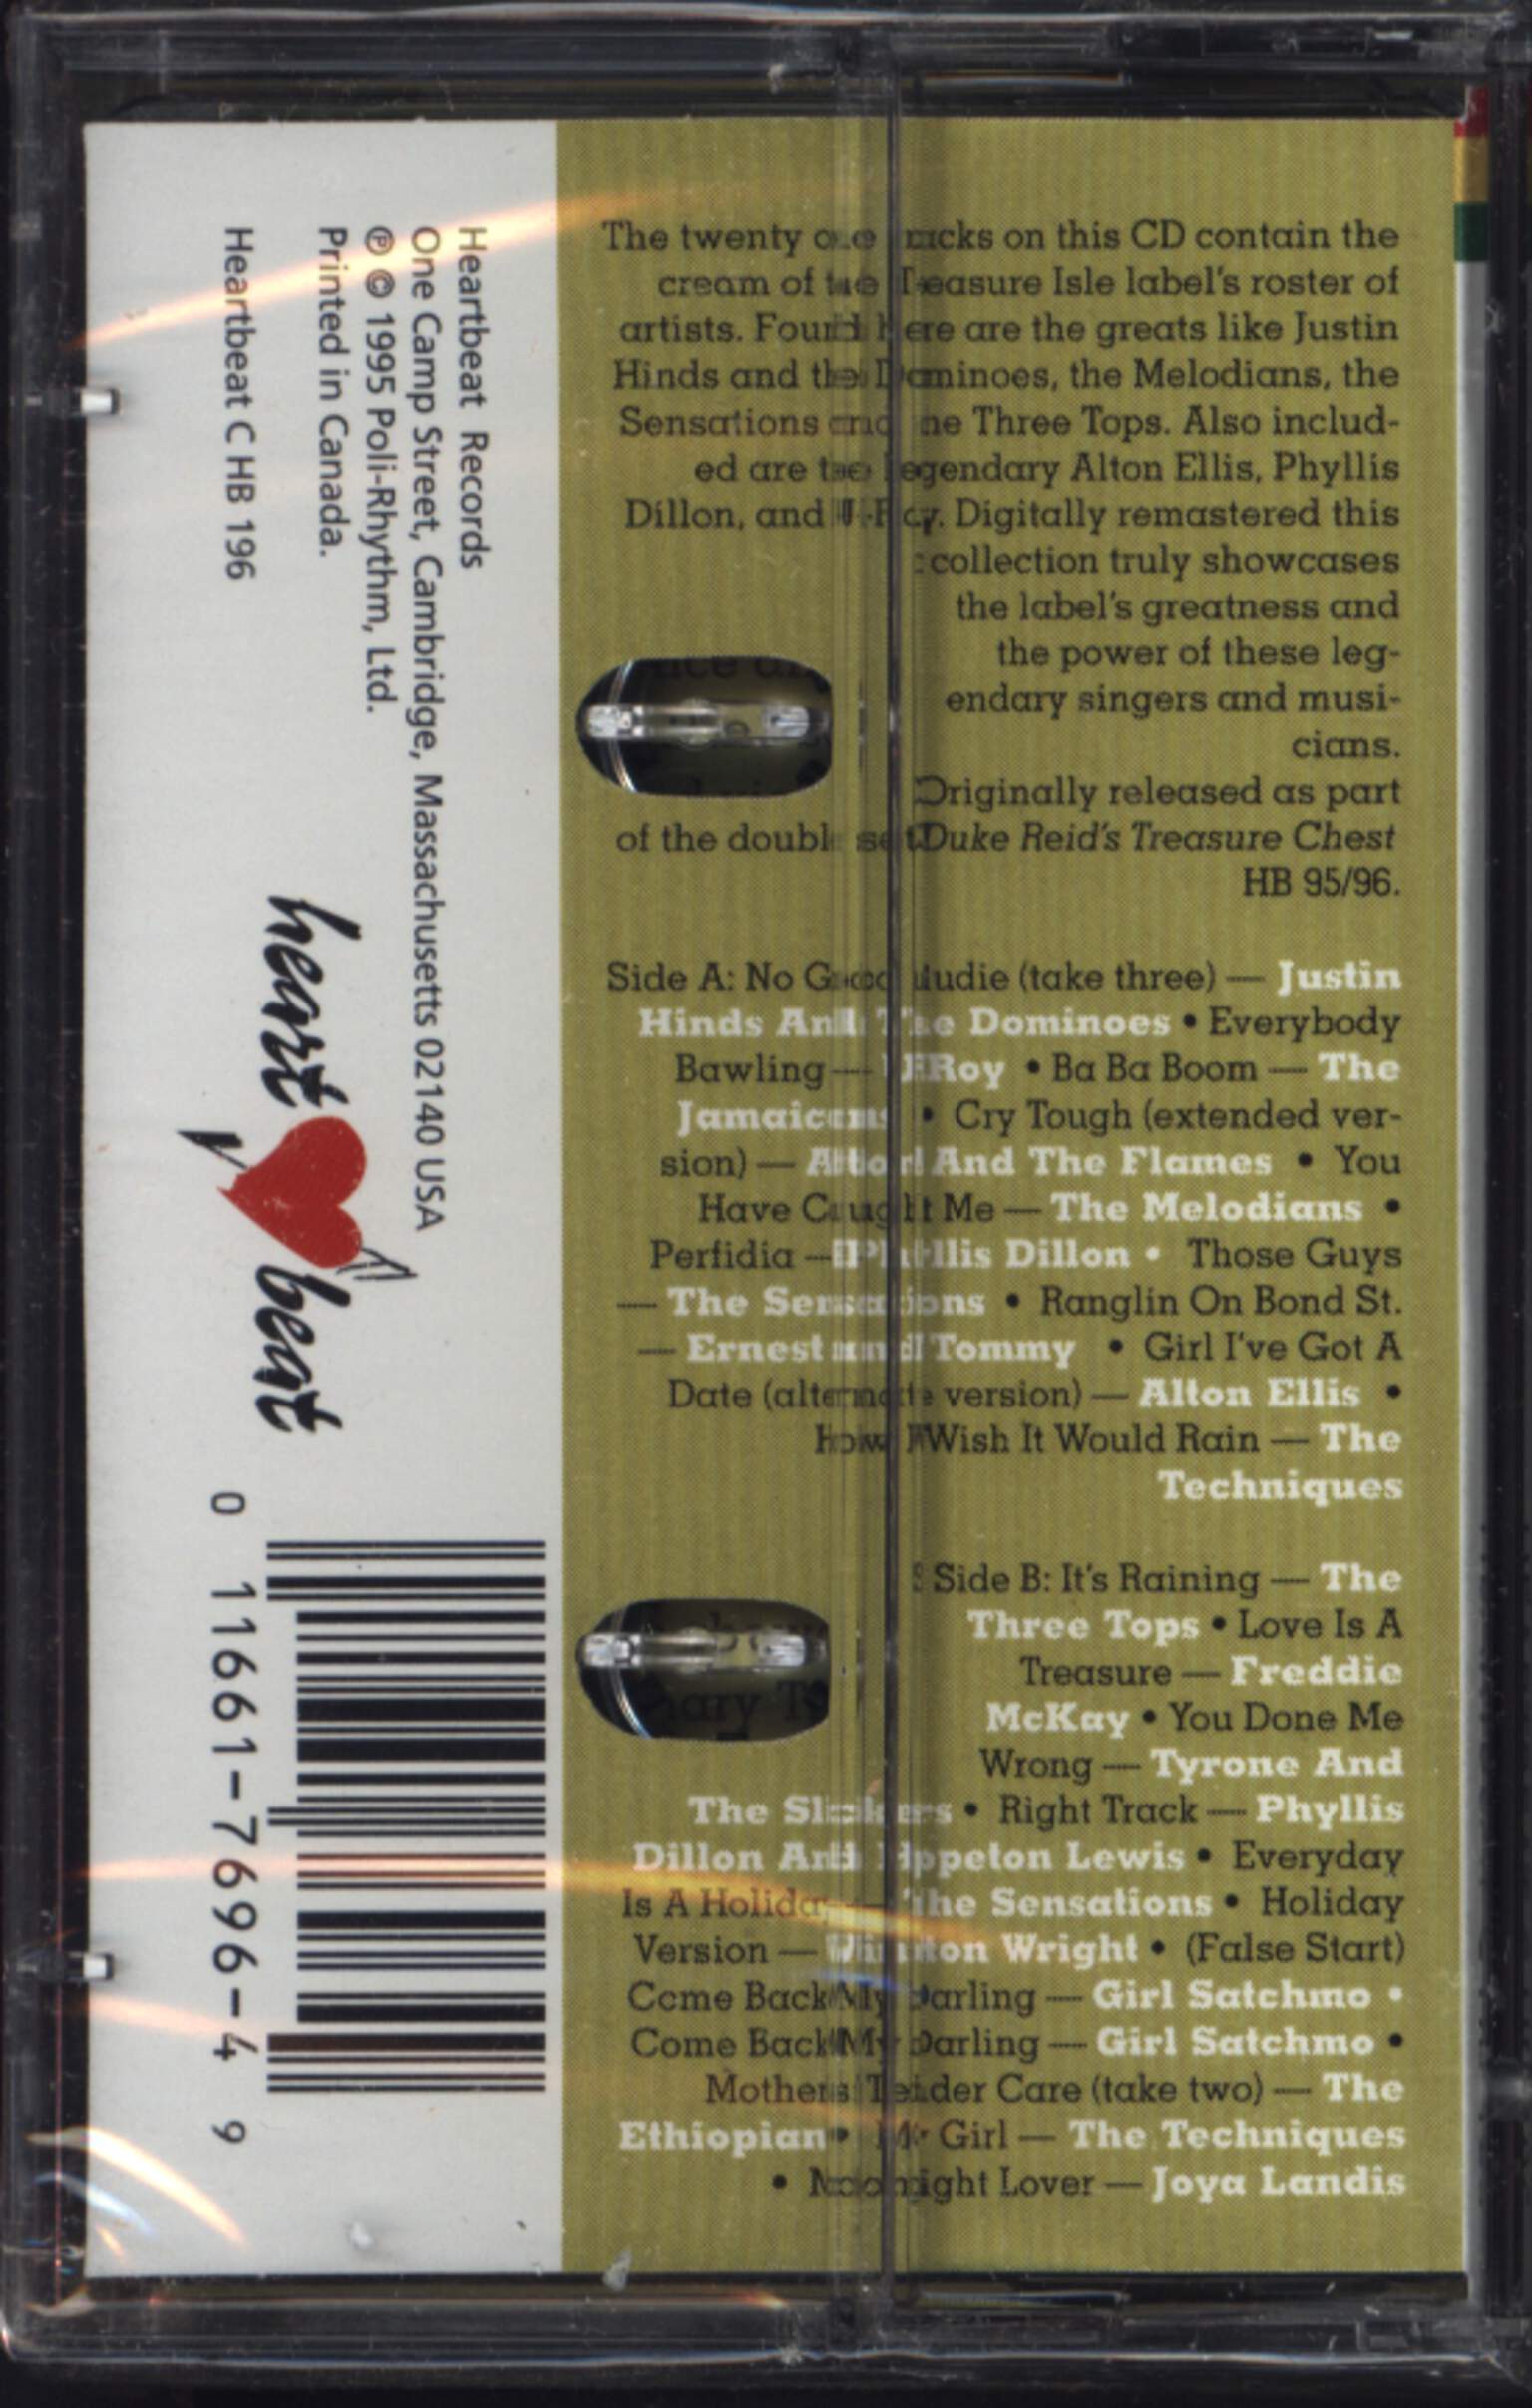 The twenty one tracks on this CD contain the
cream of the Treasure Isle label's roster of
artists. Found here are the greats like Justin
Hinds and the Dominoes, the Melodians, the
Sensations and the Three Tops. Also includ-
ed are the legendary Alton Ellis, Phyllis
Dillon, and U-Roy. Digitally remastered this
collection truly showcases
the label's greatness and
the power of these leg-
endary singers and musi-
cians.
Originally released as part
of the double set Duke Reid's Treasure Chest
HB 95/96.
Side A: No Good Rudie (take three) — Justin
Hinds And The Dominoes • Everybody
Bawling — U-Roy • Ba Ba Boom — The
Jamaicans • Cry Tough (extended ver-
sion) — Alton And The Flames • You
Have Caught Me — The Melodians •
Perfidia — Phyllis Dillon • Those Guys
— The Sensations • Ranglin On Bond St.
— Ernest and Tommy • Girl I've Got A
Date (alternate version) — Alton Ellis •
How I Wish It Would Rain — The
Techniques
Side B: It's Raining — The
Three Tops • Love Is A
Treasure — Freddie
McKay • You Done Me
Wrong — Tyrone And
The Slickers • Right Track — Phyllis
Dillon And Hopeton Lewis • Everyday
Is A Holiday — The Sensations • Holiday
Version — Winston Wright • (False Start)
Come Back My Darling — Girl Satchmo •
Come Back My Darling — Girl Satchmo •
Mothers Tender Care (take two) — The
Ethiopian • My Girl — The Techniques
• Moonlight Lover — Joya Landis
Heartbeat Records
One Camp Street, Cambridge, Massachusetts 02140 USA
℗ © 1995 Poli-Rhythm, Ltd.
Printed in Canada.
Heartbeat C HB 196
heart beat
0 11661-7696-4 9